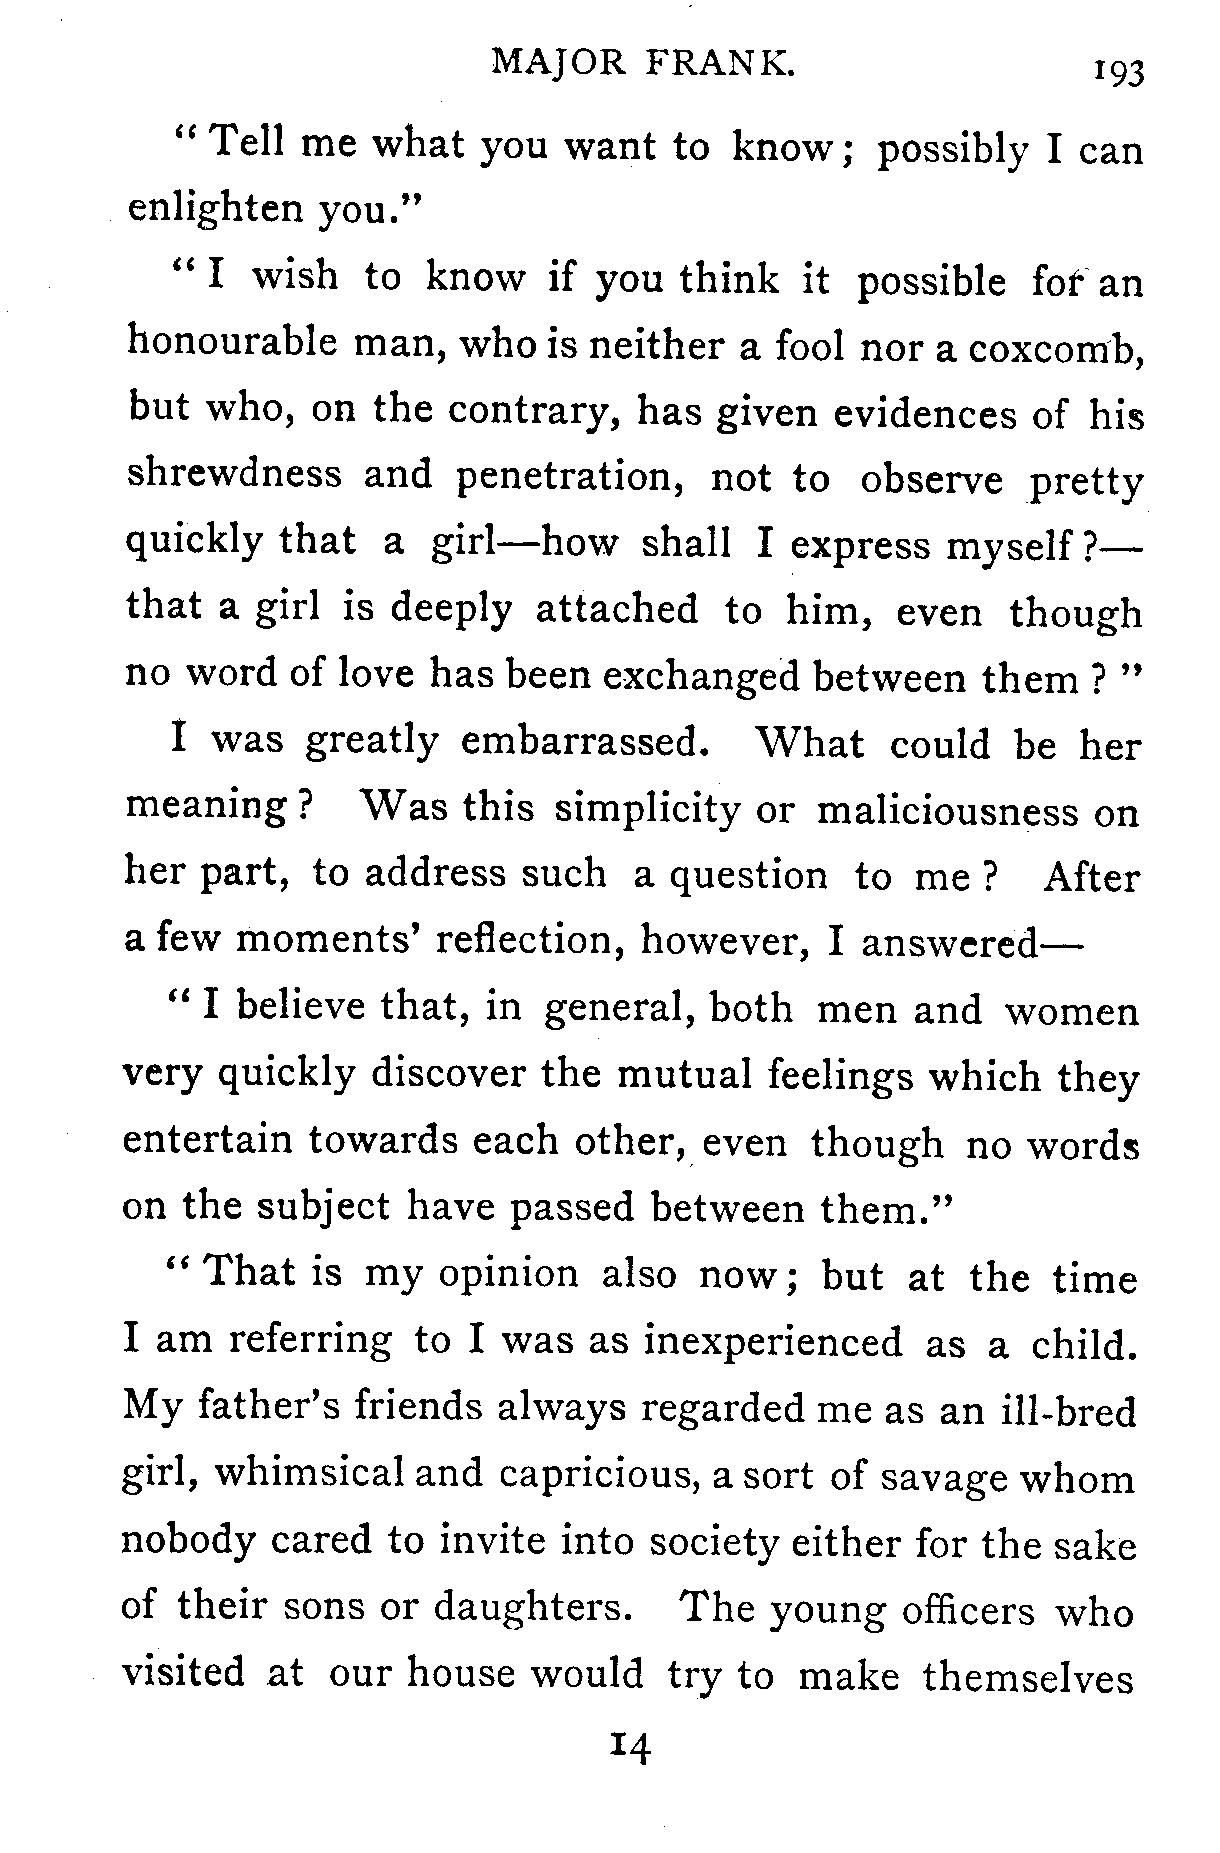 MAJOR FRANK. 193
“ Tell me what you want to know ; possibly I can
enlighten you.”
“ I wish to know if you think it possible for an
honourable man, who is neither a fool nor a coxcomb,
but who, on the contrary, has given evidences of his
shrewdness and penetration, not to observe pretty
quickly that a girl—how shall I express myself ?—
that a girl is deeply attached to him, even though
no word of love has been exchanged between them ? ”
I was greatly embarrassed. What could be her
meaning ? Was this simplicity or maliciousness on
her part, to address such a question to me ? After
a few moments’ reflection, however, I answered—
“ I believe that, in general, both men and women
very quickly discover the mutual feelings which they
entertain towards each other, even though no words
on the subject have passed between them.”
“ That is my opinion also now ; but at the time
I am referring to I was as inexperienced as a child.
My father’s friends always regarded me as an ill-bred
girl, whimsical and capricious, a sort of savage whom
nobody cared to invite into society either for the sake
of their sons or daughters. The young officers who
visited at our house would try to make themselves
14